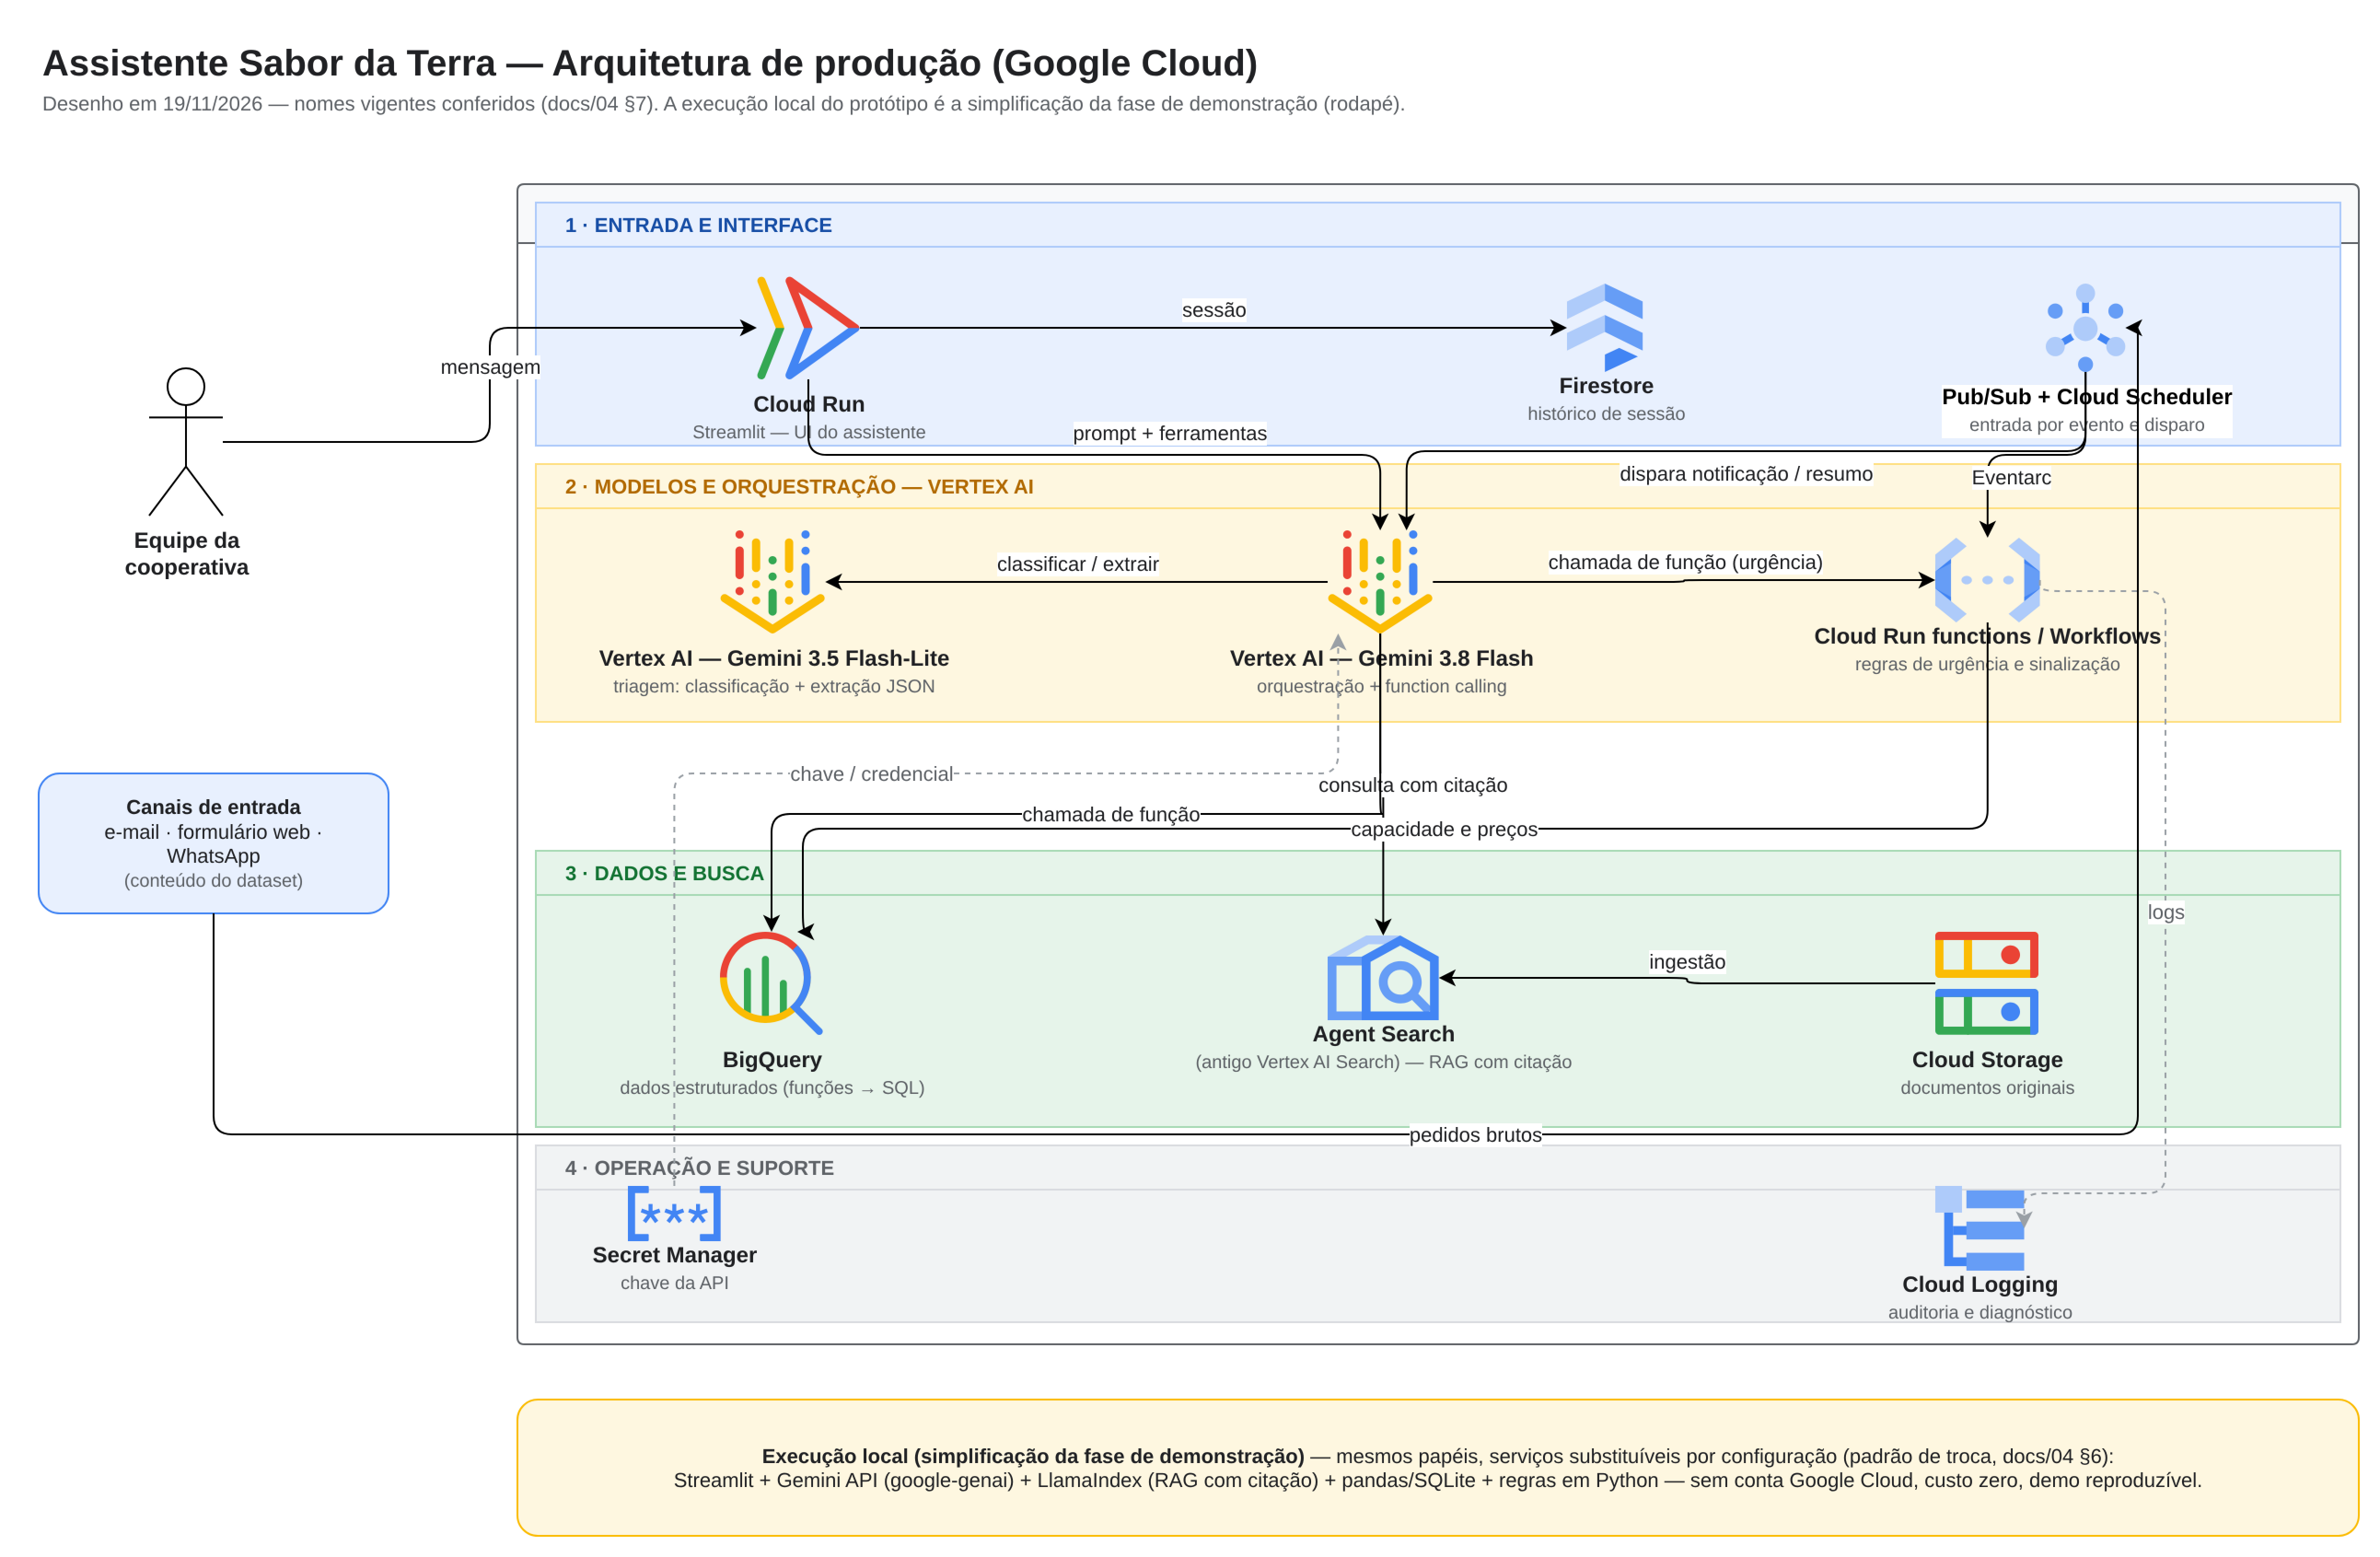 Assistente Sabor da Terra — Arquitetura de produção (Google Cloud)
Desenho em 19/11/2026 — nomes vigentes conferidos (docs/04 §7). A execução local do protótipo é a simplificação da fase de demonstração (rodapé).
1 · ENTRADA E INTERFACE
sessão
mensagem
Cloud Run
Streamlit — UI do assistente
Firestore
histórico de sessão
Pub/Sub + Cloud Scheduler
entrada por evento e disparo
prompt + ferramentas
dispara notificação / resumo
Eventarc
Equipe da
cooperativa
2 · MODELOS E ORQUESTRAÇÃO — VERTEX AI
classificar / extrair
chamada de função (urgência)
Vertex AI — Gemini 3.5 Flash-Lite
triagem: classificação + extração JSON
Vertex AI — Gemini 3.8 Flash
orquestração + function calling
Cloud Run functions / Workflows
regras de urgência e sinalização
chave / credencial
consulta com citação
chamada de função
capacidade e preços
Canais de entrada
e-mail · formulário web ·
WhatsApp
(conteúdo do dataset)
3 · DADOS E BUSCA
logs
ingestão
BigQuery
dados estruturados (funções → SQL)
Agent Search
(antigo Vertex AI Search) — RAG com citação
Cloud Storage
documentos originais
pedidos brutos
4 · OPERAÇÃO E SUPORTE
[***]
Secret Manager
chave da API
Cloud Logging
auditoria e diagnóstico
Execução local (simplificação da fase de demonstração) — mesmos papéis, serviços substituíveis por configuração (padrão de troca, docs/04 §6):
Streamlit + Gemini API (google-genai) + LlamaIndex (RAG com citação) + pandas/SQLite + regras em Python — sem conta Google Cloud, custo zero, demo reproduzível.